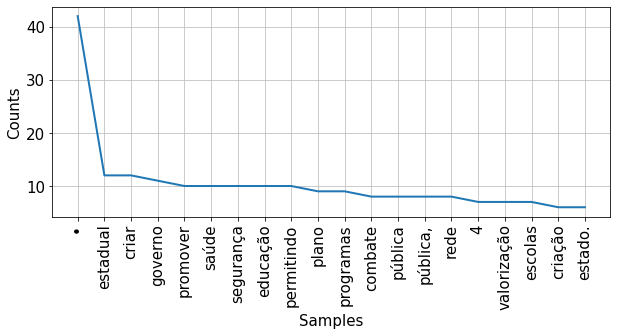 40
30
20
10
Counts
•
estadual
criar
governo
promover
saúde
segurança
educação
permitindo
plano
programas
combate
pública
pública,
rede
4
valorização
escolas
criação
estado.
Samples